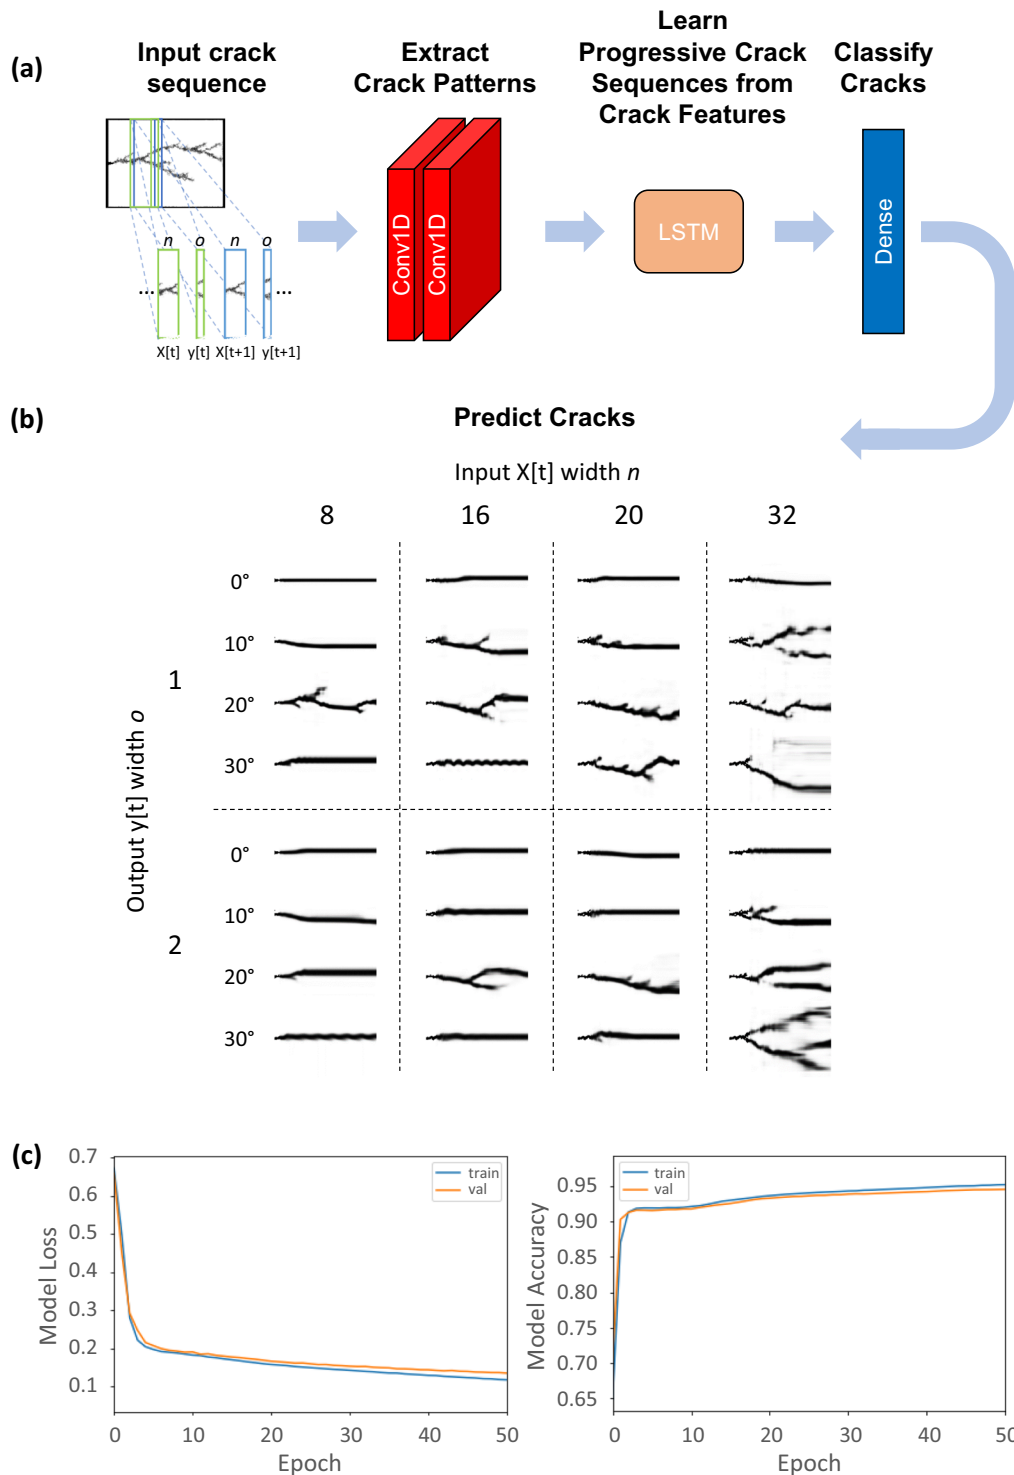 (a)
Input crack
sequence
Extract
Crack Patterns
Learn
Progressive Crack
Sequences from
Crack Features
Classify
Cracks
n o n o
... ...
X[t] y[t] X[t+1] y[t+1]
Conv1D
Conv1D
LSTM
Dense
(b)
Predict Cracks
Input X[t] width n
8 16 20 32
Output y[t] width o
1
0°
10°
20°
30°
2
0°
10°
20°
30°
(c)
Model Loss
0.7
0.6
0.5
0.4
0.3
0.2
0.1
train
val
0 10 20 30 40 50
Epoch
Model Accuracy
0.95
0.90
0.85
0.80
0.75
0.70
0.65
train
val
0 10 20 30 40 50
Epoch